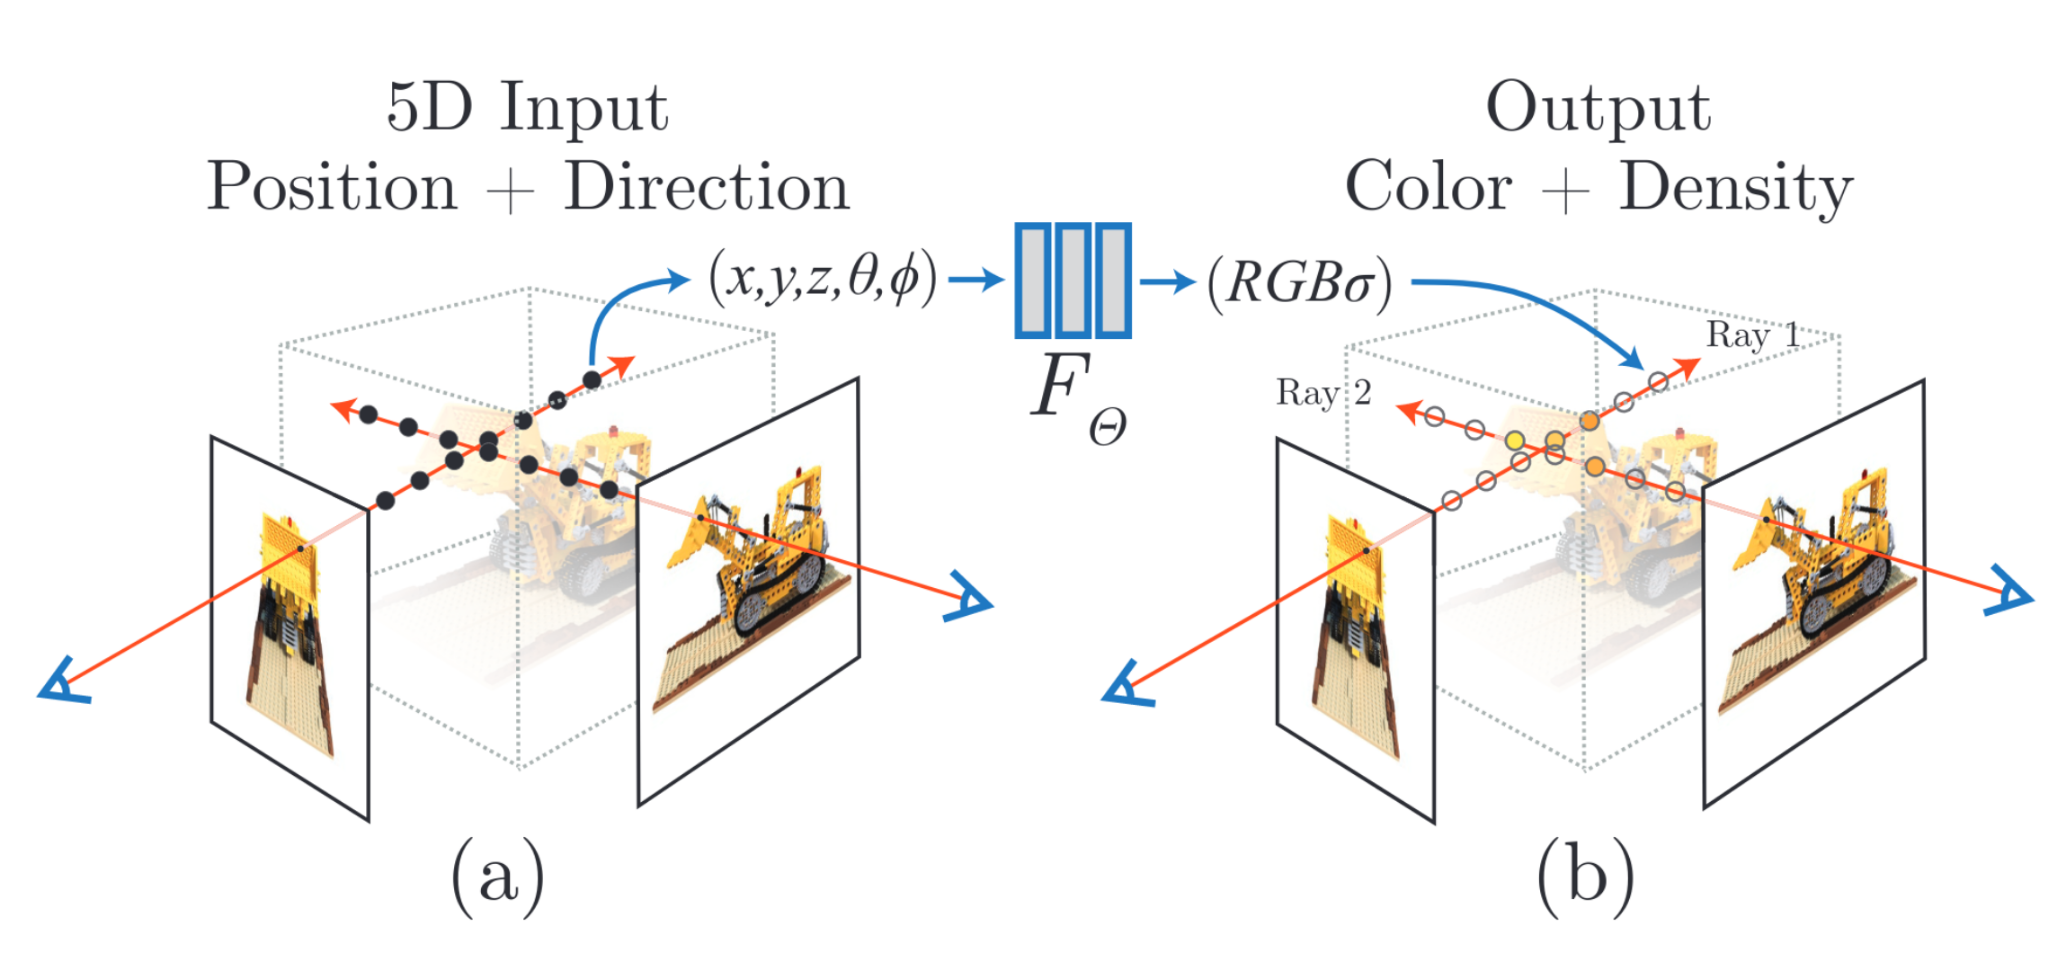 5D Input
Position + Direction
Output
Color + Density
(x,y,z,θ,ϕ)
F_Θ
(RGBσ)
Ray 1
Ray 2
(a)
(b)